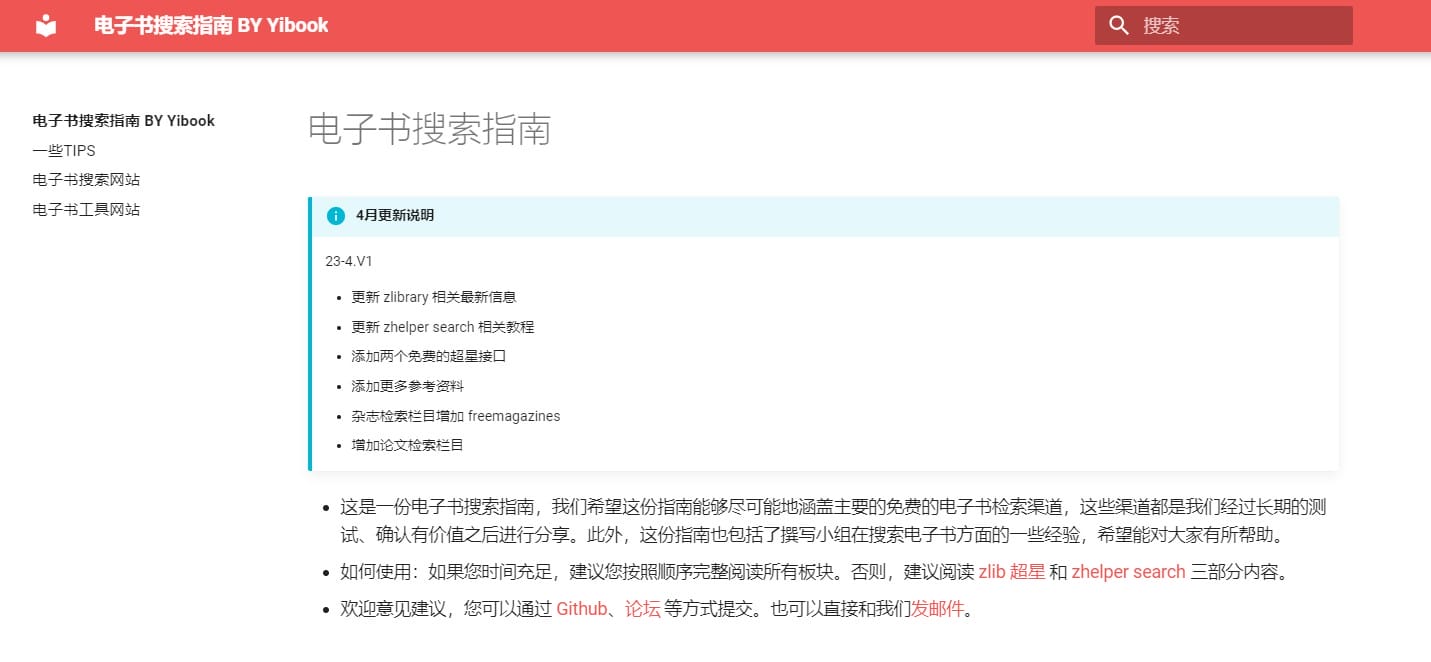 电子书搜索指南 BY Yibook
搜索
电子书搜索指南 BY Yibook
一些TIPS
电子书搜索网站
电子书工具网站
电子书搜索指南
4月更新说明
23-4.V1
更新 zlibrary 相关最新信息
更新 zhelper search 相关教程
添加两个免费的超星接口
添加更多参考资料
杂志检索栏目增加 freemagazines
增加论文检索栏目
这是一份电子书搜索指南，我们希望这份指南能够尽可能地涵盖主要的免费的电子书检索渠道，这些渠道都是我们经过长期的测
试、确认有价值之后进行分享。此外，这份指南也包括了撰写小组在搜索电子书方面的一些经验，希望能对大家有所帮助。
如何使用：如果您时间充足，建议您按照顺序完整阅读所有板块。否则，建议阅读 zlib 超星 和 zhelper search 三部分内容。
欢迎意见建议，您可以通过 Github、论坛 等方式提交。也可以直接和我们发邮件。